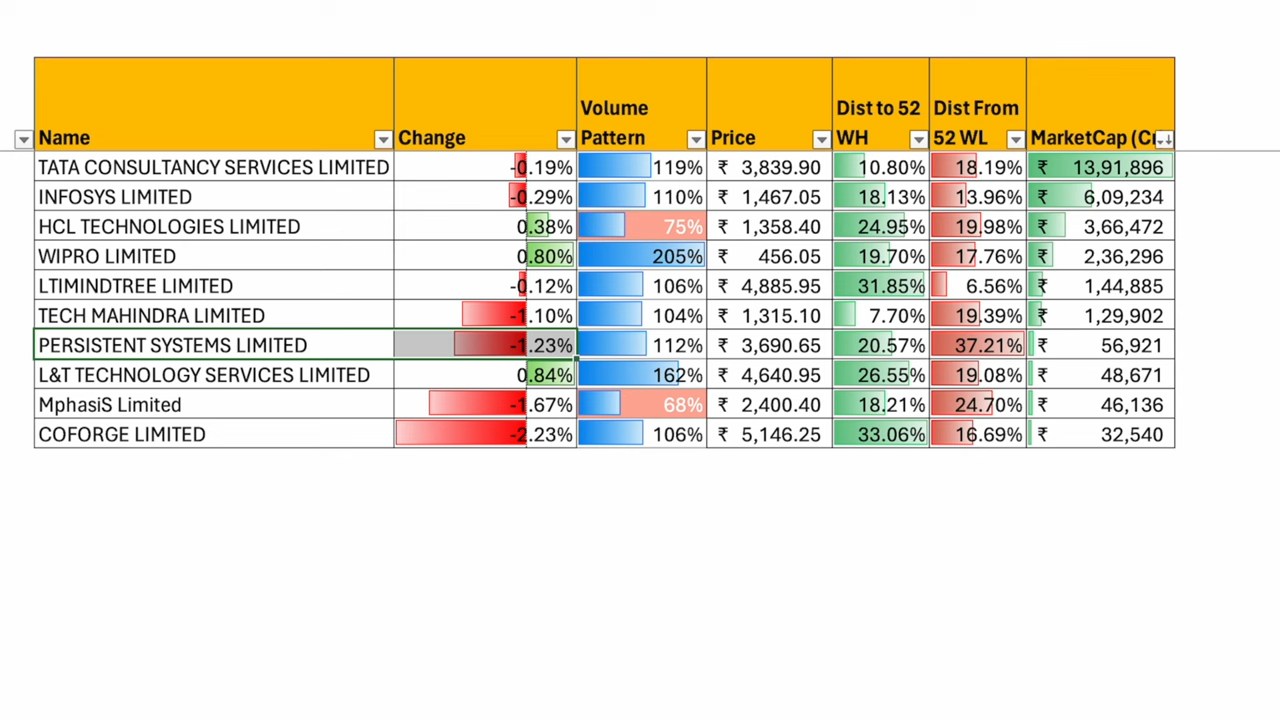 Name Change Volume Pattern Price Dist to 52 WH Dist From 52 WL MarketCap (Cr
TATA CONSULTANCY SERVICES LIMITED -0.19% 119% ₹ 3,839.90 10.80% 18.19% ₹ 13,91,896
INFOSYS LIMITED -0.29% 110% ₹ 1,467.05 18.13% 13.96% ₹ 6,09,234
HCL TECHNOLOGIES LIMITED 0.38% 75% ₹ 1,358.40 24.95% 19.98% ₹ 3,66,472
WIPRO LIMITED 0.80% 205% ₹ 456.05 19.70% 17.76% ₹ 2,36,296
LTIMINDTREE LIMITED -0.12% 106% ₹ 4,885.95 31.85% 6.56% ₹ 1,44,885
TECH MAHINDRA LIMITED -1.10% 104% ₹ 1,315.10 7.70% 19.39% ₹ 1,29,902
PERSISTENT SYSTEMS LIMITED -1.23% 112% ₹ 3,690.65 20.57% 37.21% ₹ 56,921
L&T TECHNOLOGY SERVICES LIMITED 0.84% 162% ₹ 4,640.95 26.55% 19.08% ₹ 48,671
MphasiS Limited -1.67% 68% ₹ 2,400.40 18.21% 24.70% ₹ 46,136
COFORGE LIMITED -2.23% 106% ₹ 5,146.25 33.06% 16.69% ₹ 32,540